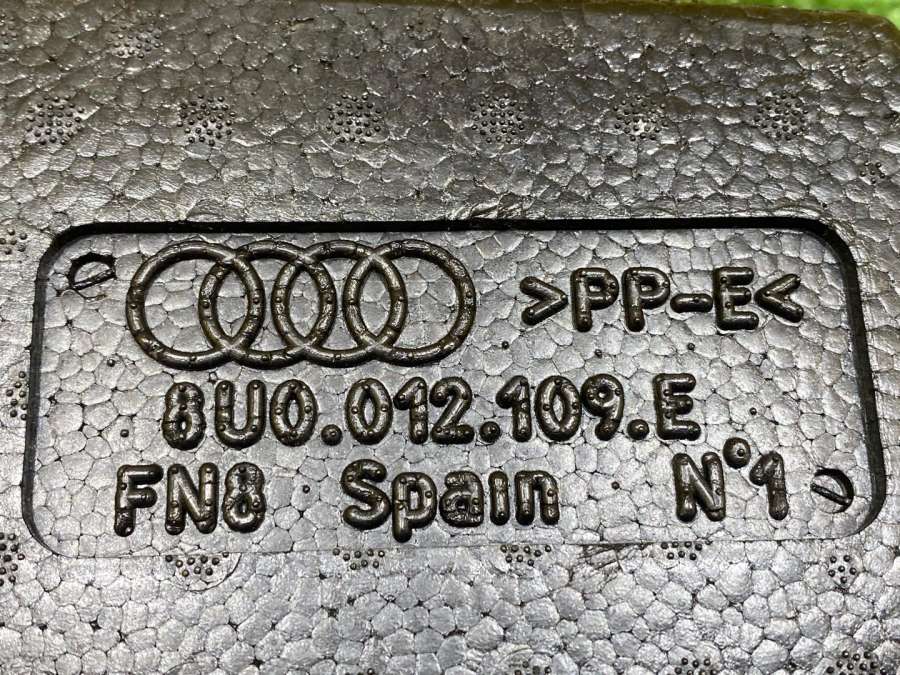 >PP-E<
8U0.012.109.E
FN8 Spain N°1